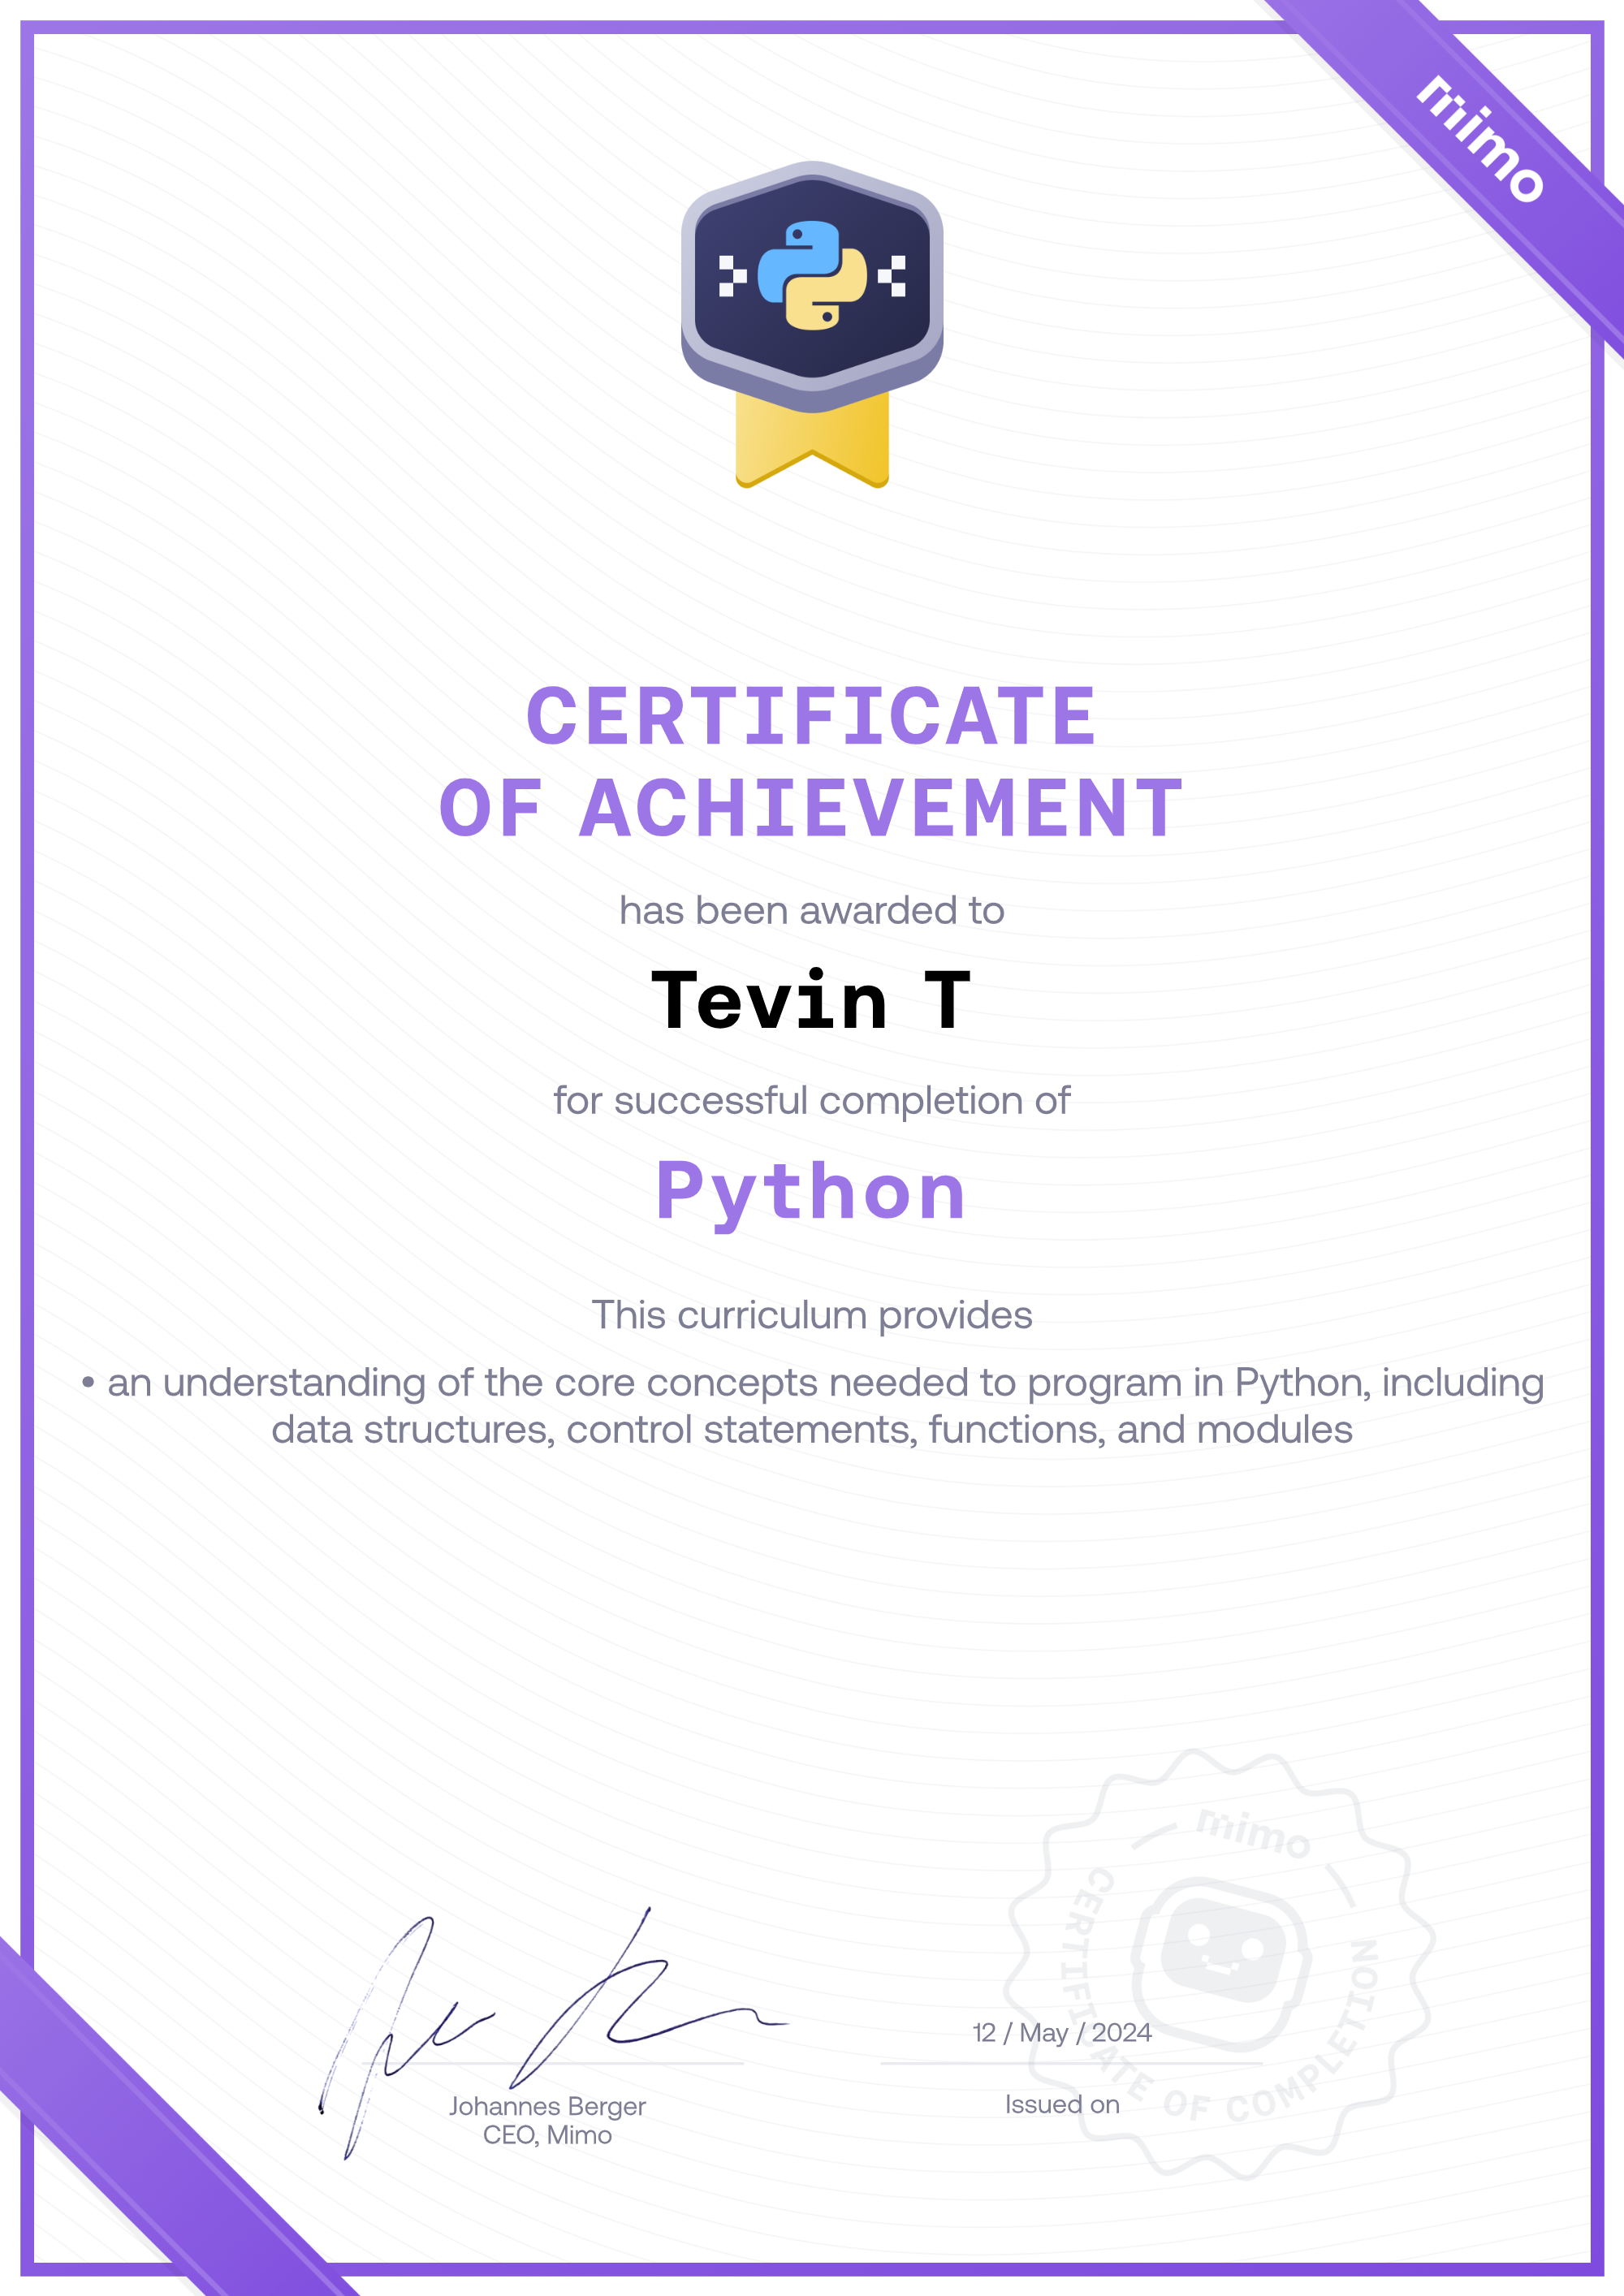 mimo
CERTIFICATE
OF ACHIEVEMENT
has been awarded to
Tevin T
for successful completion of
Python
This curriculum provides
• an understanding of the core concepts needed to program in Python, including
data structures, control statements, functions, and modules
mimo
CERTIFICATE OF COMPLETION
12 / May / 2024
Issued on
Johannes Berger
CEO, Mimo